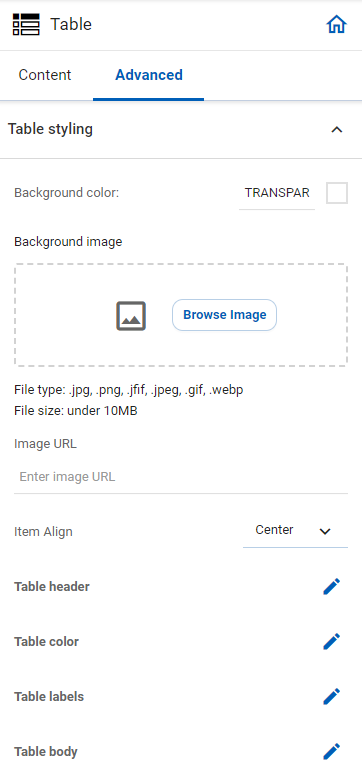 Table
Content Advanced
Table styling
Background color: TRANSPAR
Background image
Browse Image
File type: .jpg, .png, .jfif, .jpeg, .gif, .webp
File size: under 10MB
Image URL
Enter image URL
Item Align Center
Table header
Table color
Table labels
Table body